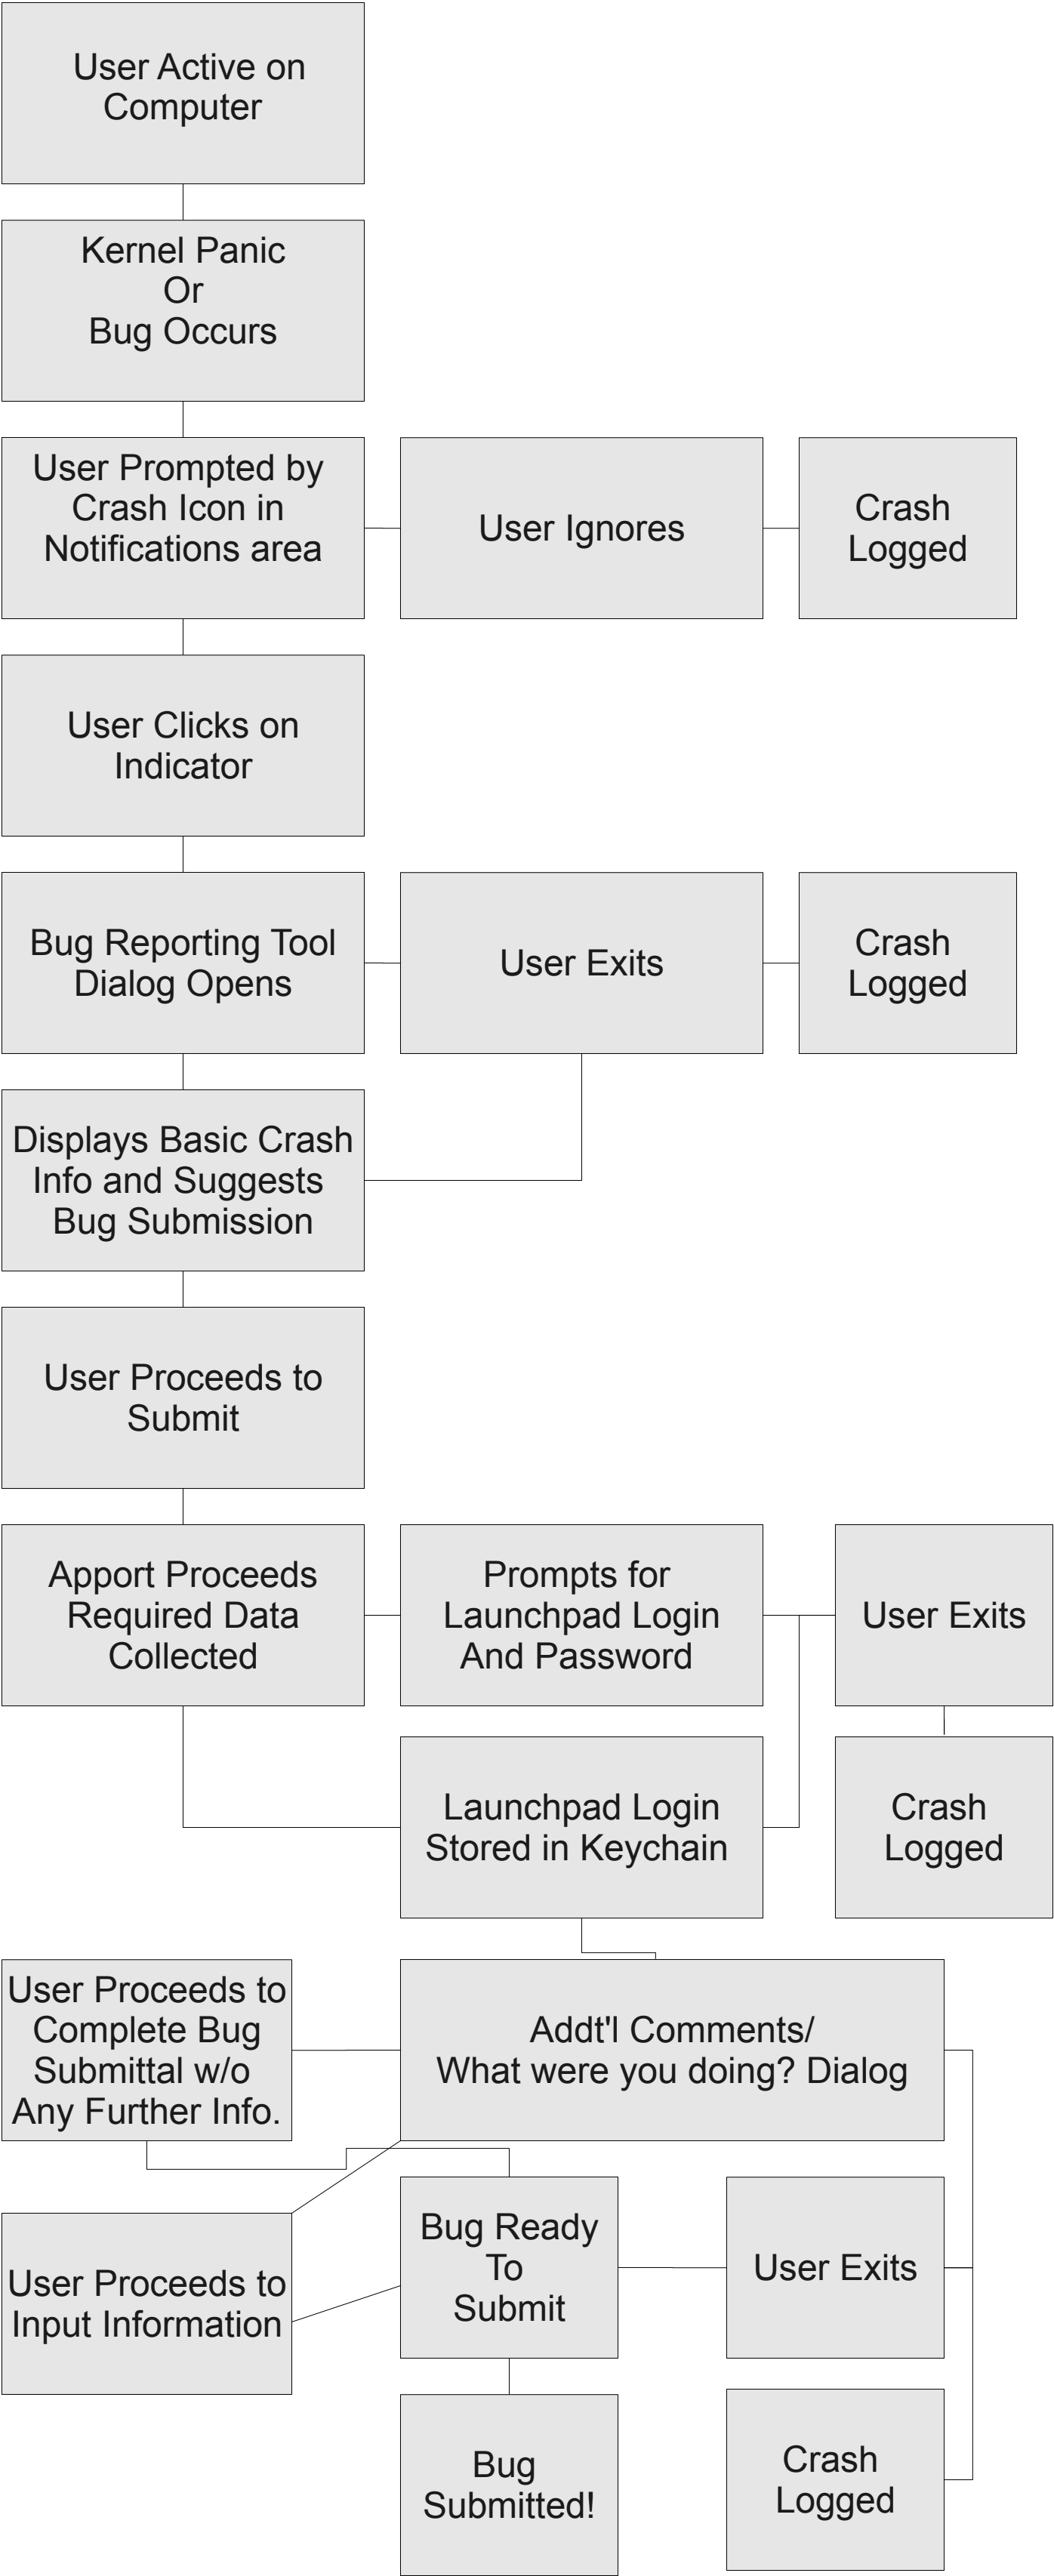 User Active on
Computer
Kernel Panic
Or
Bug Occurs
User Prompted by
Crash Icon in
Notifications area
User Ignores
Crash
Logged
User Clicks on
Indicator
Bug Reporting Tool
Dialog Opens
User Exits
Crash
Logged
Displays Basic Crash
Info and Suggests
Bug Submission
User Proceeds to
Submit
Apport Proceeds
Required Data
Collected
Prompts for
Launchpad Login
And Password
User Exits
Launchpad Login
Stored in Keychain
Crash
Logged
User Proceeds to
Complete Bug
Submittal w/o
Any Further Info.
Addt'l Comments/
What were you doing? Dialog
User Proceeds to
Input Information
Bug Ready
To
Submit
User Exits
Bug
Submitted!
Crash
Logged